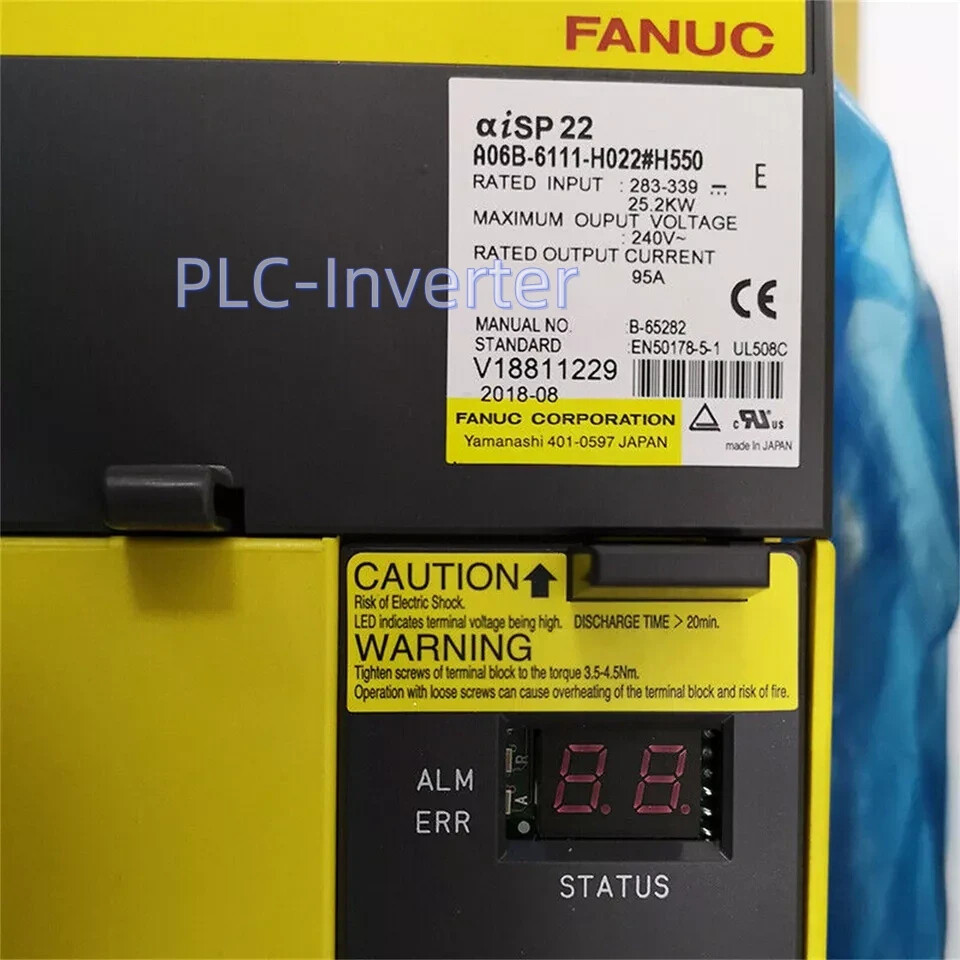 FANUC
αiSP 22
A06B-6111-H022#H550
RATED INPUT : 283-339 ⎓ E
25.2KW
MAXIMUM OUPUT VOLTAGE
: 240V~
RATED OUTPUT CURRENT
95A
PLC-Inverter
CE
MANUAL NO. :B-65282
STANDARD :EN50178-5-1 UL508C
V18811229
2018-08
FANUC CORPORATION
Yamanashi 401-0597 JAPAN
c RU us
made in JAPAN
CAUTION
Risk of Electric Shock.
LED indicates terminal voltage being high. DISCHARGE TIME > 20min.
WARNING
Tighten screws of terminal block to the torque 3.5-4.5Nm.
Operation with loose screws can cause overheating of the terminal block and risk of fire.
R
ALM
A
ERR
8.8.
STATUS